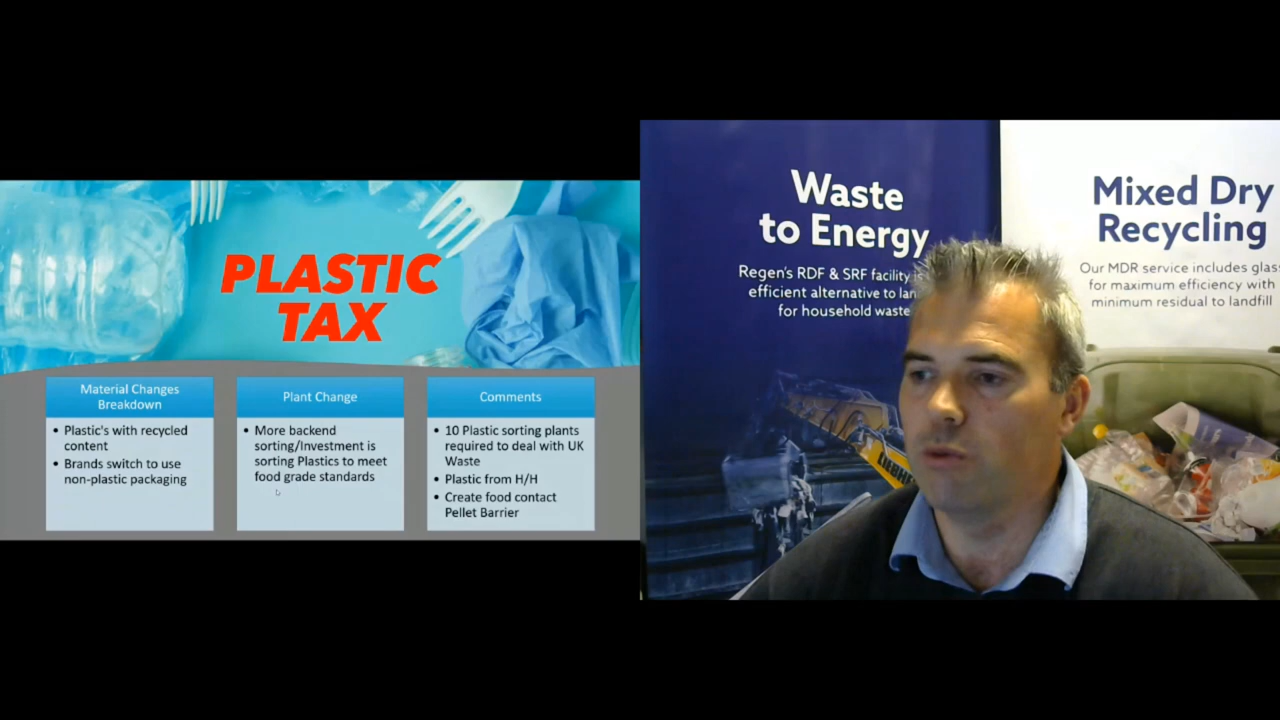 PLASTIC
TAX
Material Changes
Breakdown
• Plastic's with recycled
content
• Brands switch to use
non-plastic packaging
Plant Change
• More backend
sorting/Investment is
sorting Plastics to meet
food grade standards
Comments
• 10 Plastic sorting plants
required to deal with UK
Waste
• Plastic from H/H
• Create food contact
Pellet Barrier
Waste
to Energy
Regen's RDF & SRF facility
efficient alternative to
for household waste
LIEBHE
Mixed Dry
Recycling
Our MDR service includes glass
for maximum efficiency with
minimum residual to landfill